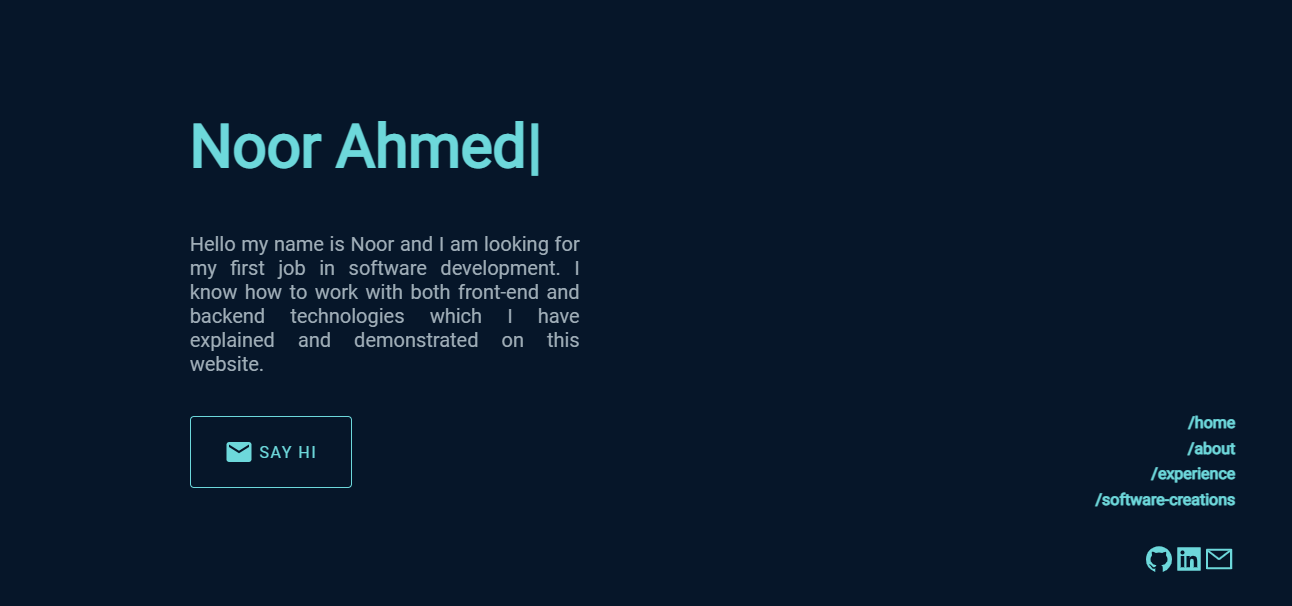 Noor Ahmed|
Hello my name is Noor and I am looking for
my first job in software development. I
know how to work with both front-end and
backend technologies which I have
explained and demonstrated on this
website.
SAY HI
/home
/about
/experience
/software-creations
in